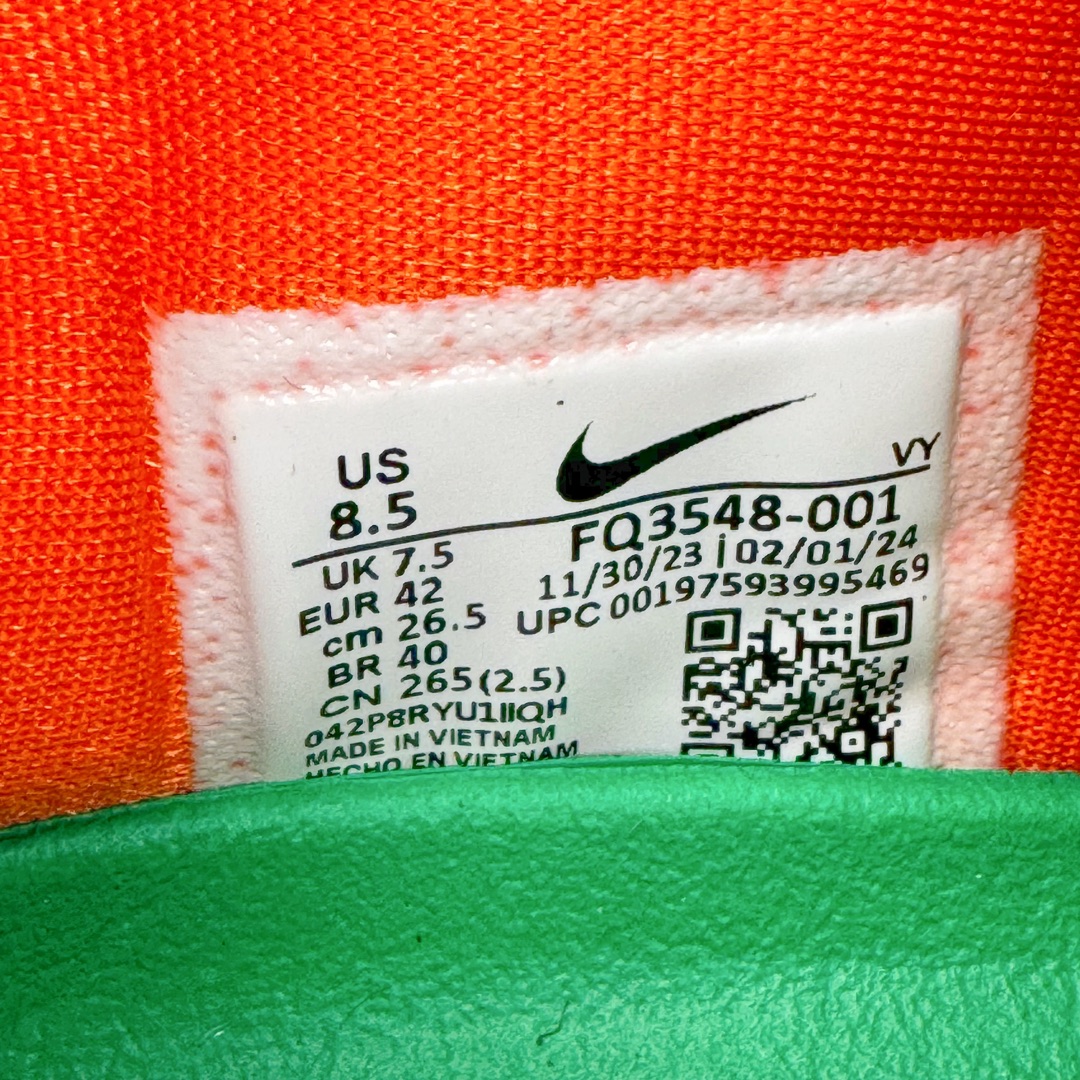 US
8.5
VY
UK 7.5
EUR 42
cm 26.5
BR 40
CN 265(2.5)
042P8RYU1IIQH
MADE IN VIETNAM
HECHO EN VIETNAM
FQ3548-001
11/30/23 | 02/01/24
UPC 00197593995469